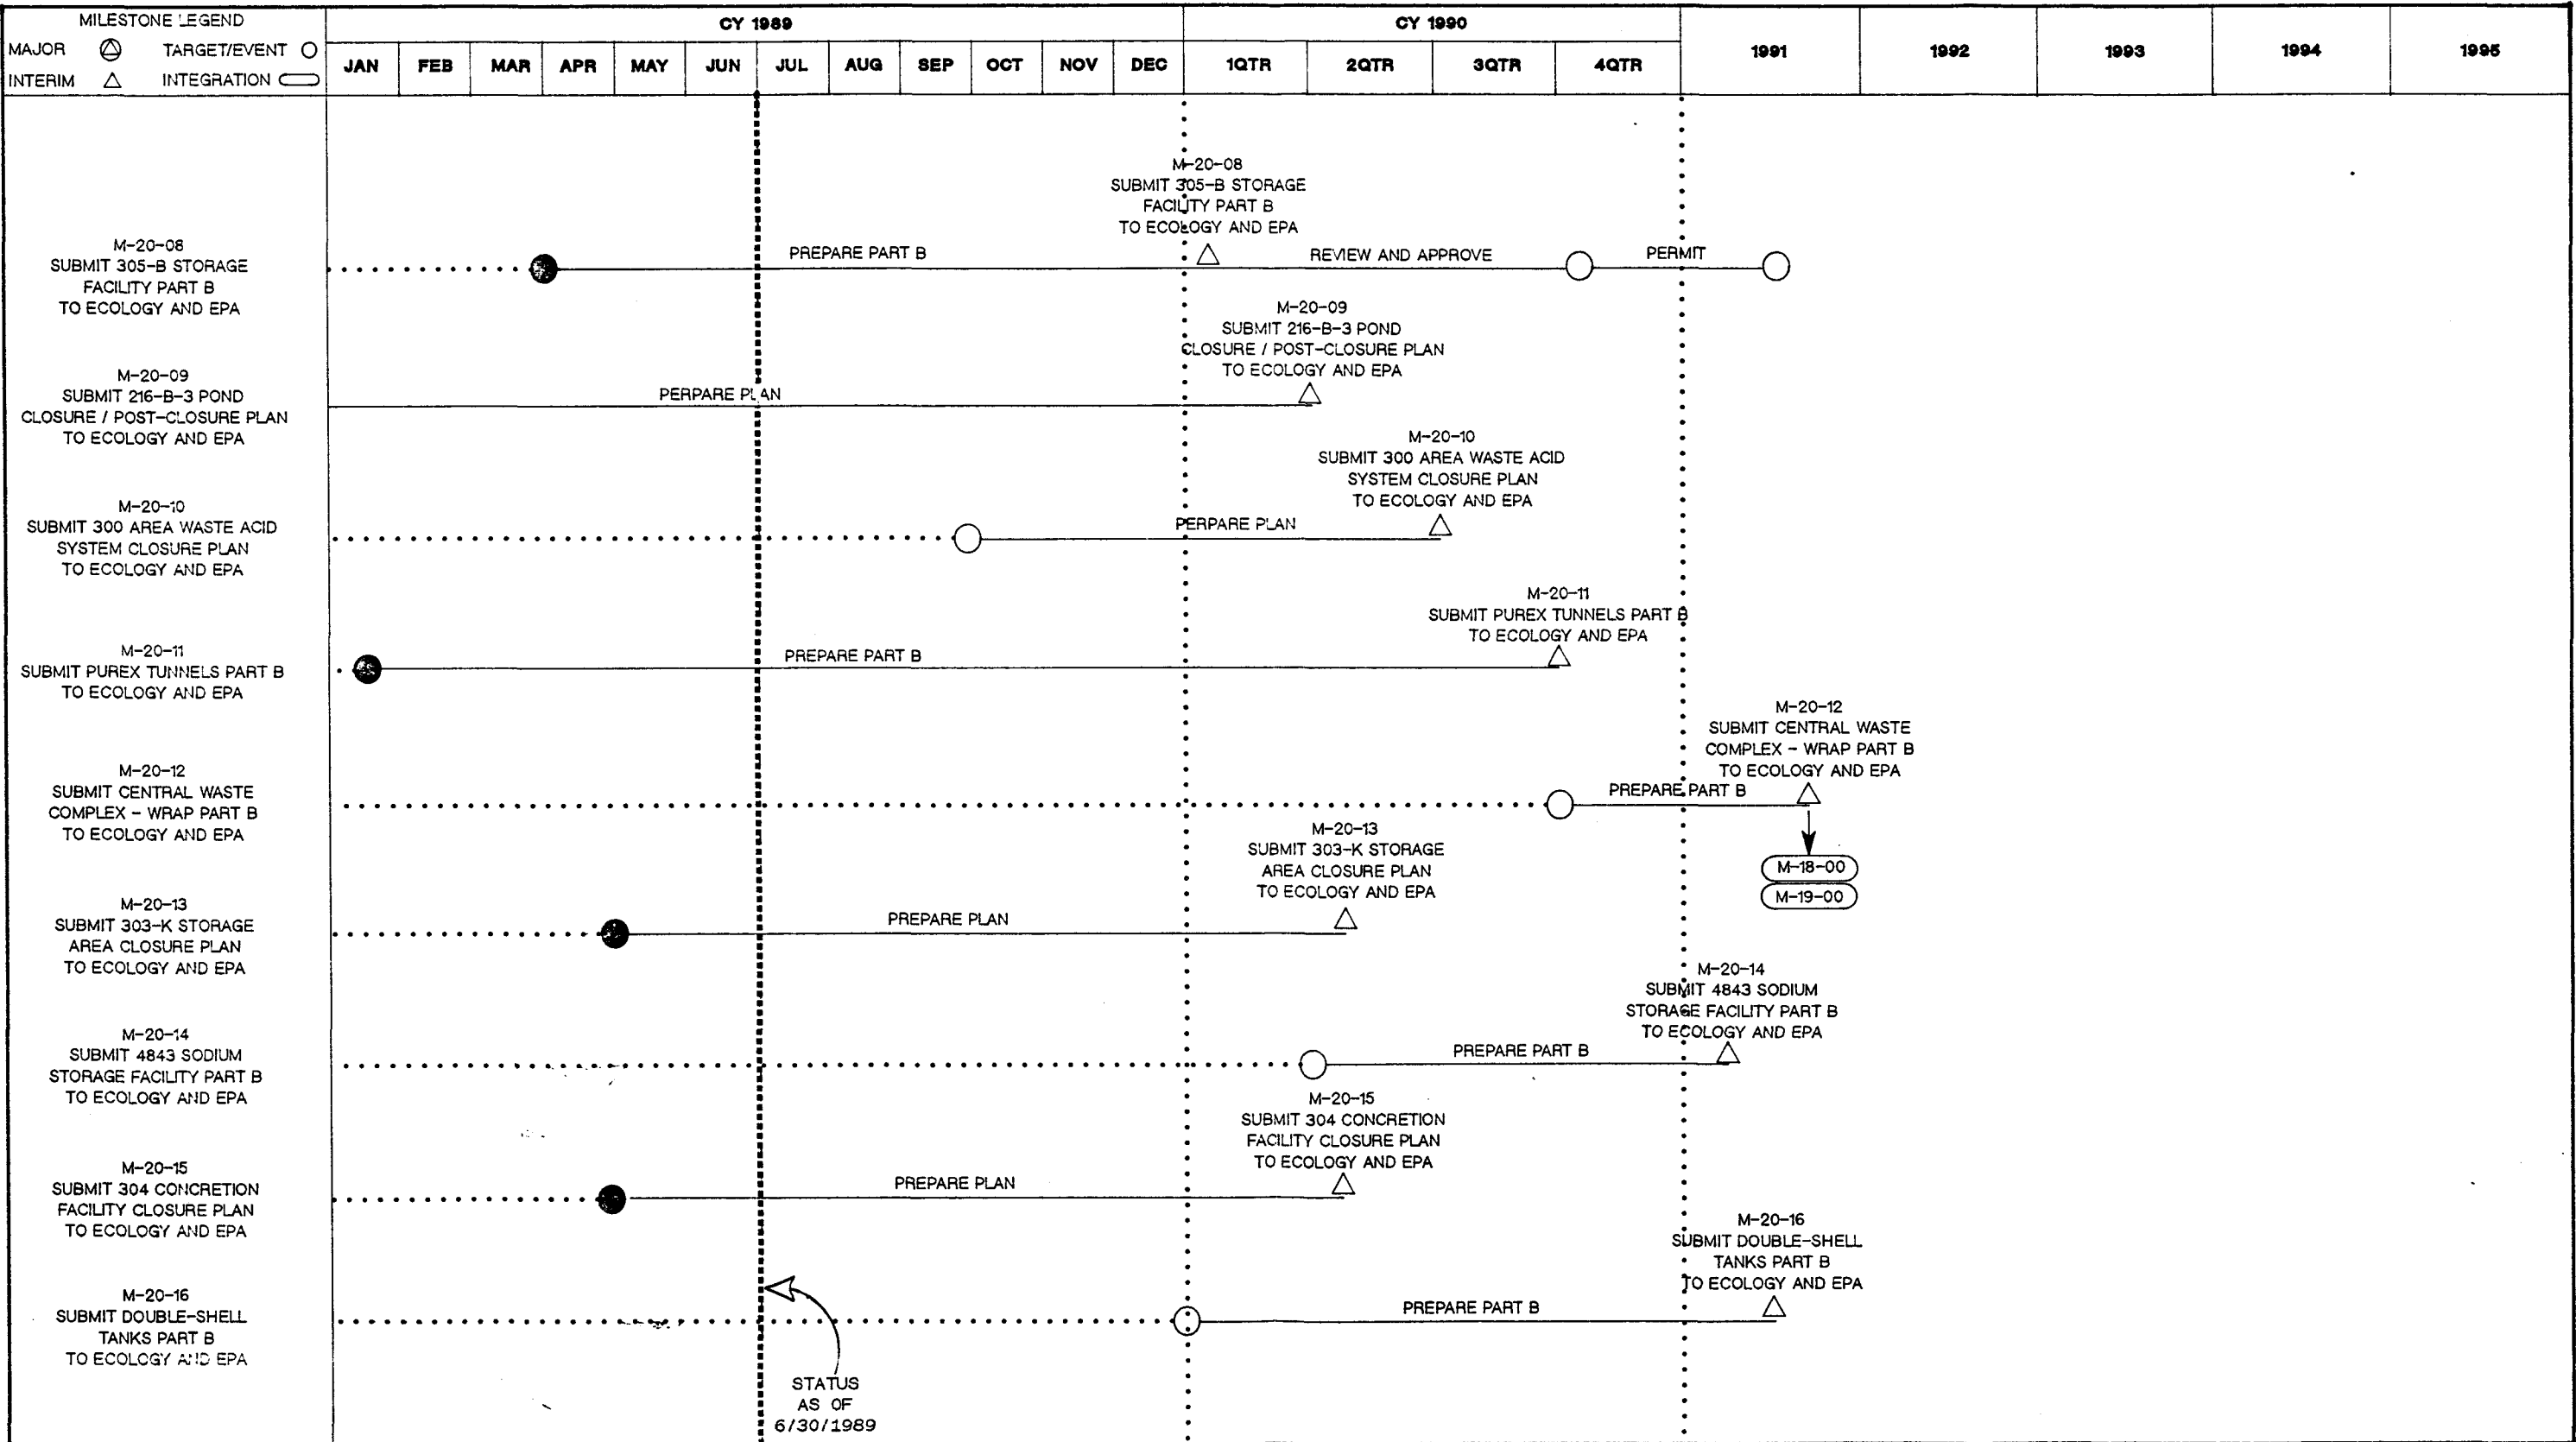 MILESTONE LEGEND
MAJOR TARGET/EVENT
INTERIM INTEGRATION
CY 1989
CY 1990
JAN FEB MAR APR MAY JUN JUL AUG SEP OCT NOV DEC 1QTR 2QTR 3QTR 4QTR 1991 1992 1993 1994 1995
M-20-08
SUBMIT 305-B STORAGE
FACILITY PART B
TO ECOLOGY AND EPA
PREPARE PART B
M-20-08
SUBMIT 305-B STORAGE
FACILITY PART B
TO ECOLOGY AND EPA
REVIEW AND APPROVE
PERMIT
M-20-09
SUBMIT 216-B-3 POND
CLOSURE / POST-CLOSURE PLAN
TO ECOLOGY AND EPA
PERPARE PLAN
M-20-09
SUBMIT 216-B-3 POND
CLOSURE / POST-CLOSURE PLAN
TO ECOLOGY AND EPA
M-20-10
SUBMIT 300 AREA WASTE ACID
SYSTEM CLOSURE PLAN
TO ECOLOGY AND EPA
PERPARE PLAN
M-20-10
SUBMIT 300 AREA WASTE ACID
SYSTEM CLOSURE PLAN
TO ECOLOGY AND EPA
M-20-11
SUBMIT PUREX TUNNELS PART B
TO ECOLOGY AND EPA
PREPARE PART B
M-20-11
SUBMIT PUREX TUNNELS PART B
TO ECOLOGY AND EPA
M-20-12
SUBMIT CENTRAL WASTE
COMPLEX - WRAP PART B
TO ECOLOGY AND EPA
PREPARE PART B
M-20-12
SUBMIT CENTRAL WASTE
COMPLEX - WRAP PART B
TO ECOLOGY AND EPA
M-18-00
M-19-00
M-20-13
SUBMIT 303-K STORAGE
AREA CLOSURE PLAN
TO ECOLOGY AND EPA
PREPARE PLAN
M-20-13
SUBMIT 303-K STORAGE
AREA CLOSURE PLAN
TO ECOLOGY AND EPA
M-20-14
SUBMIT 4843 SODIUM
STORAGE FACILITY PART B
TO ECOLOGY AND EPA
PREPARE PART B
M-20-14
SUBMIT 4843 SODIUM
STORAGE FACILITY PART B
TO ECOLOGY AND EPA
M-20-15
SUBMIT 304 CONCRETION
FACILITY CLOSURE PLAN
TO ECOLOGY AND EPA
PREPARE PLAN
M-20-15
SUBMIT 304 CONCRETION
FACILITY CLOSURE PLAN
TO ECOLOGY AND EPA
M-20-16
SUBMIT DOUBLE-SHELL
TANKS PART B
TO ECOLOGY AND EPA
PREPARE PART B
M-20-16
SUBMIT DOUBLE-SHELL
TANKS PART B
TO ECOLOGY AND EPA
STATUS
AS OF
6/30/1989